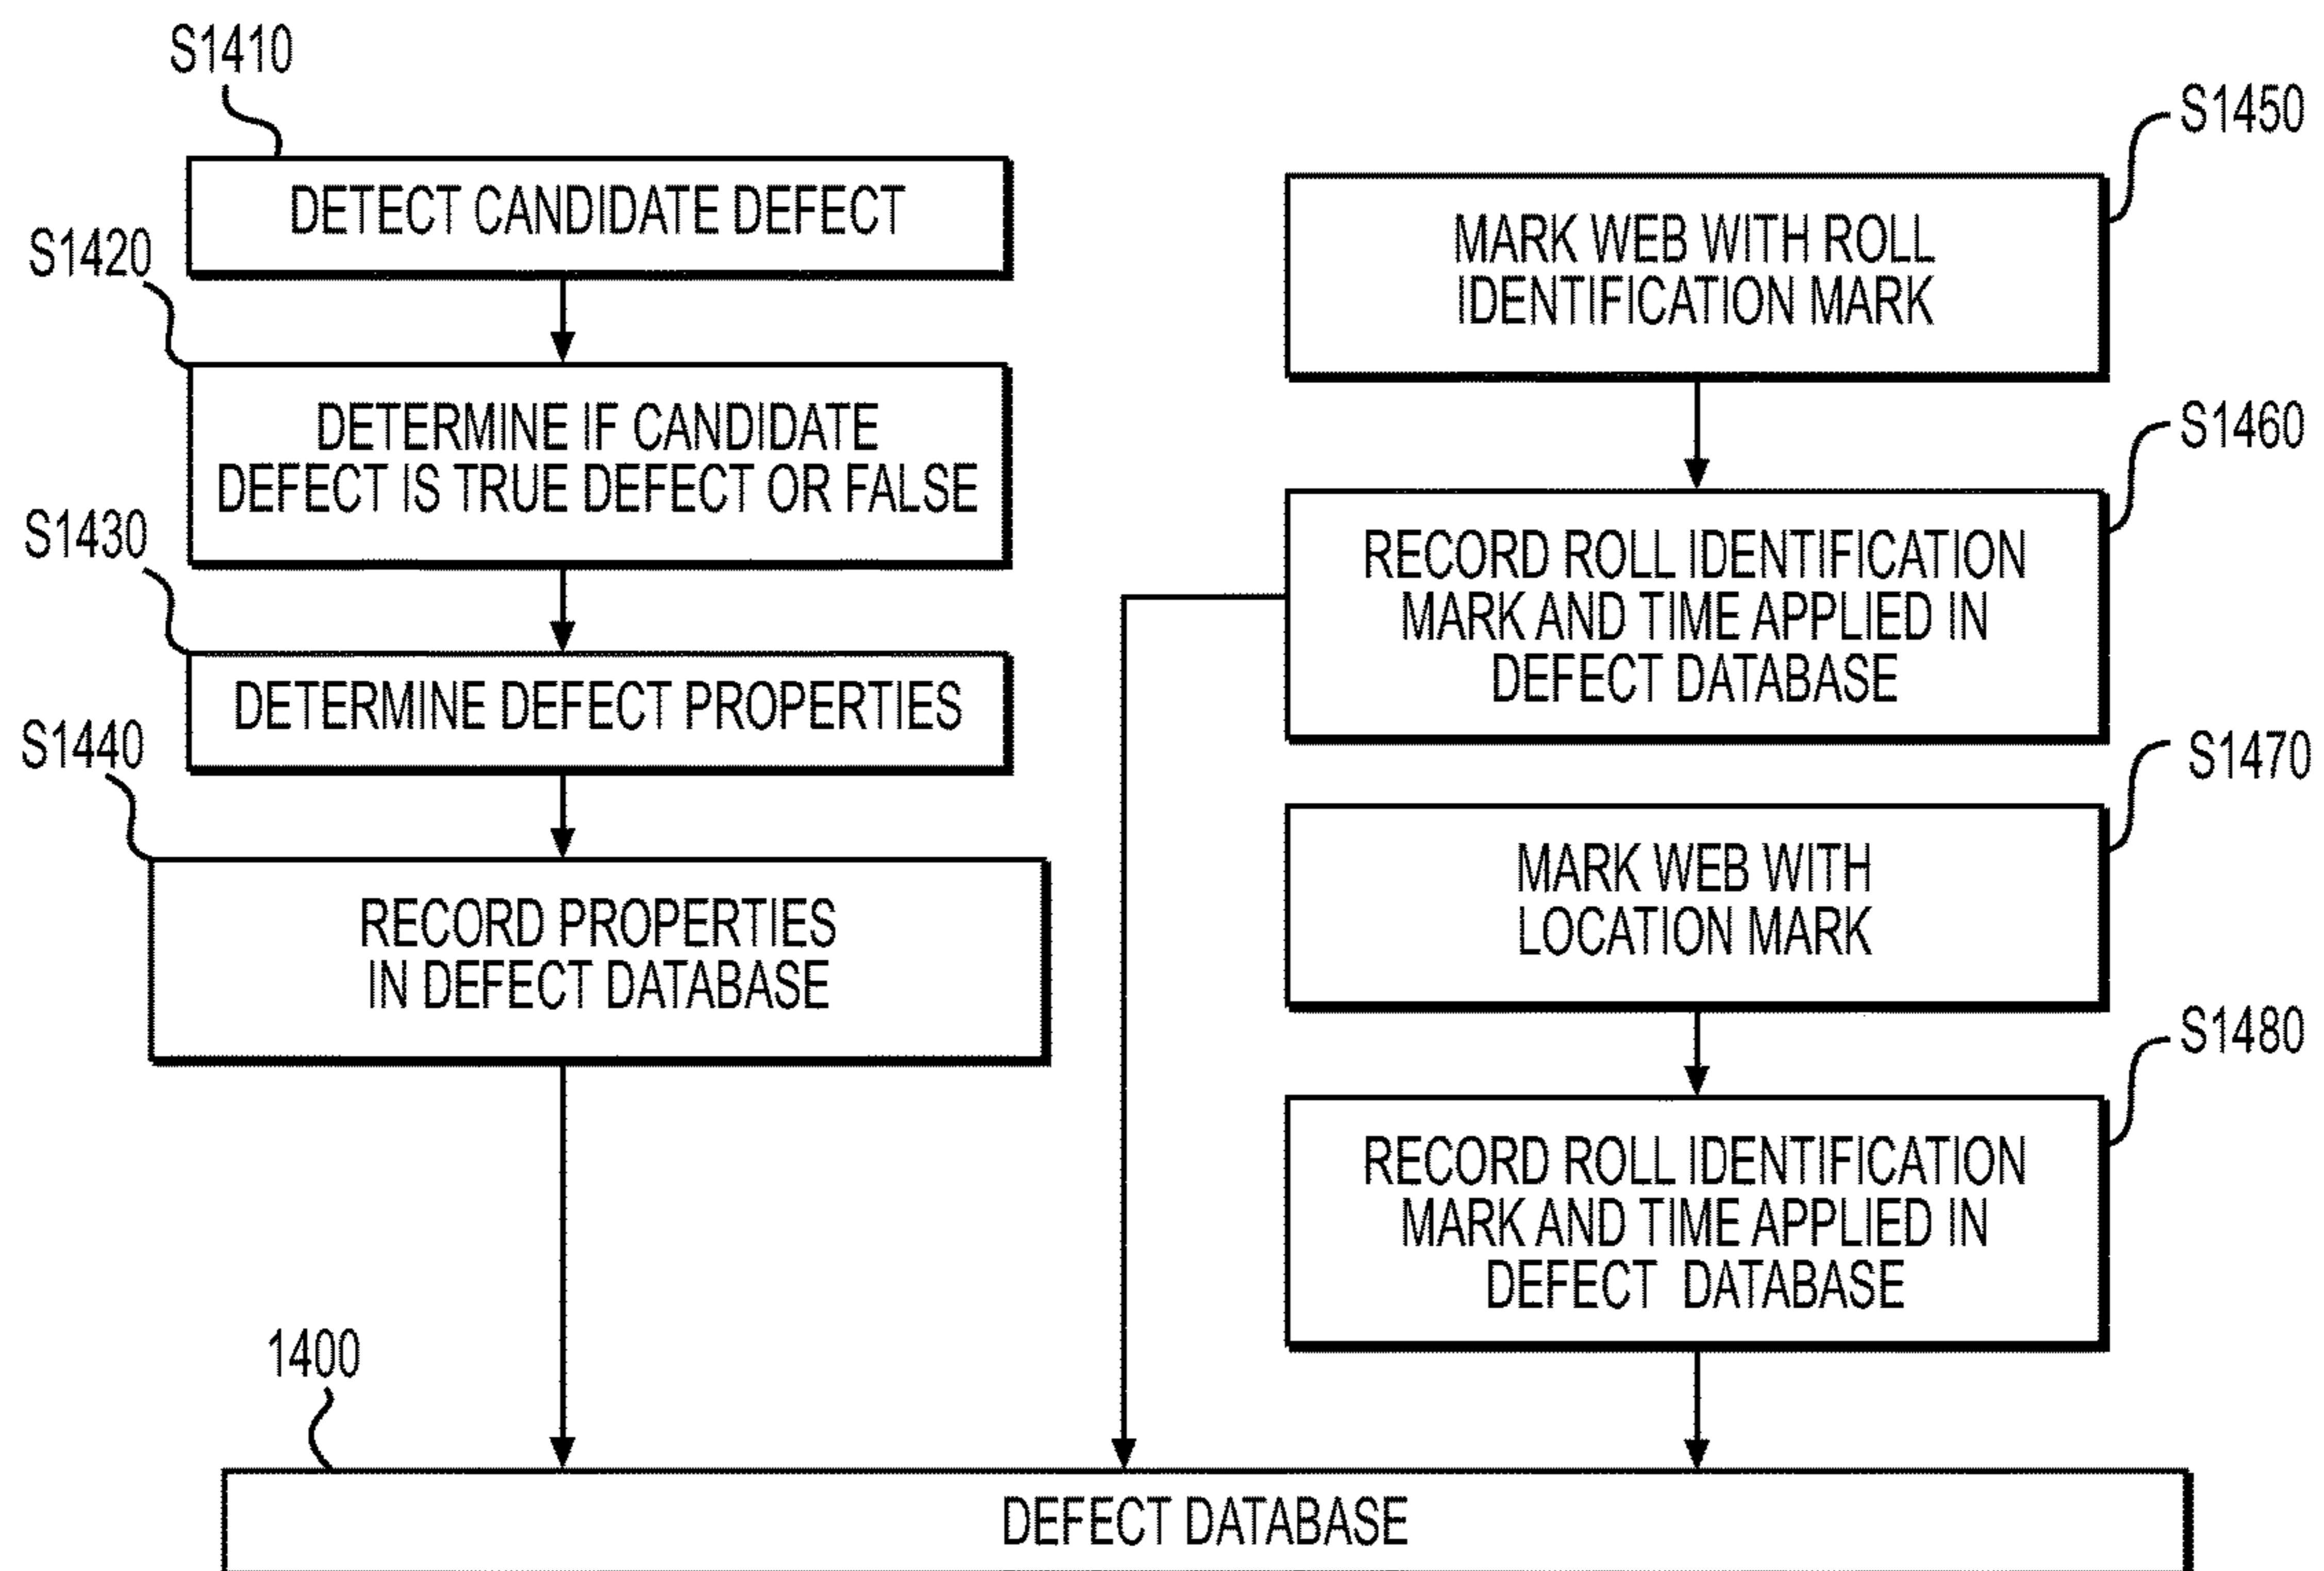 S1410
DETECT CANDIDATE DEFECT
S1420
DETERMINE IF CANDIDATE
DEFECT IS TRUE DEFECT OR FALSE
S1430
DETERMINE DEFECT PROPERTIES
S1440
RECORD PROPERTIES
IN DEFECT DATABASE
S1450
MARK WEB WITH ROLL
IDENTIFICATION MARK
S1460
RECORD ROLL IDENTIFICATION
MARK AND TIME APPLIED IN
DEFECT DATABASE
S1470
MARK WEB WITH
LOCATION MARK
S1480
RECORD ROLL IDENTIFICATION
MARK AND TIME APPLIED IN
DEFECT DATABASE
1400
DEFECT DATABASE